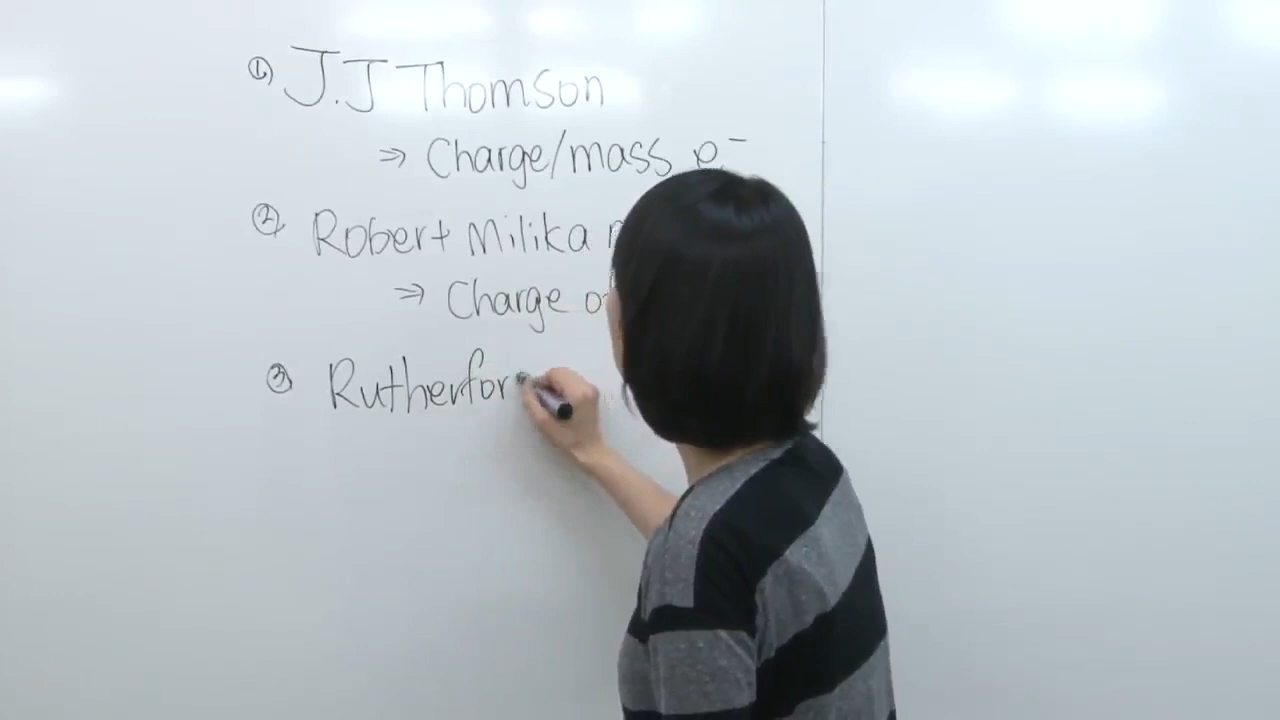 ① J.J Thomson
⇒ Charge/mass e⁻
② Robert Milika
⇒ Charge
③ Rutherfor